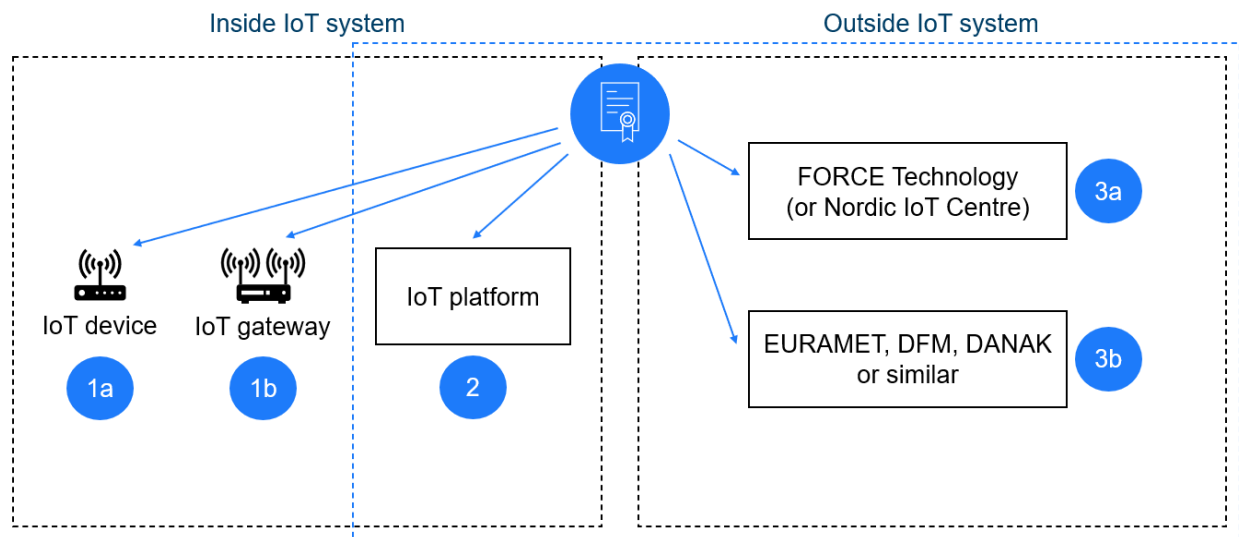 Inside IoT system
Outside IoT system
FORCE Technology
(or Nordic IoT Centre)
3a
IoT platform
IoT device
IoT gateway
EURAMET, DFM, DANAK
or similar
3b
1a
1b
2